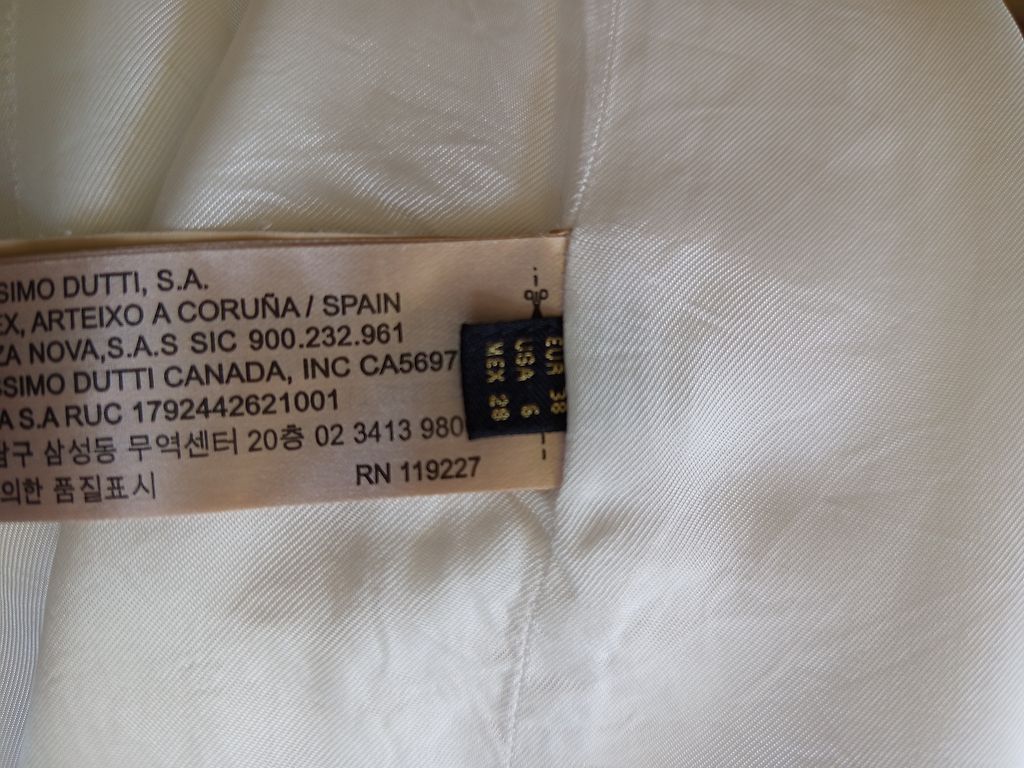 SIMO DUTTI, S.A.
EX, ARTEIXO A CORUÑA / SPAIN
ZA NOVA,S.A.S SIC 900.232.961
SSIMO DUTTI CANADA, INC CA5697
A S.A RUC 1792442621001
남구 삼성동 무역센터 20층 02 3413 980
의한 품질표시
RN 119227
EUR 38
USA 6
MEX 28